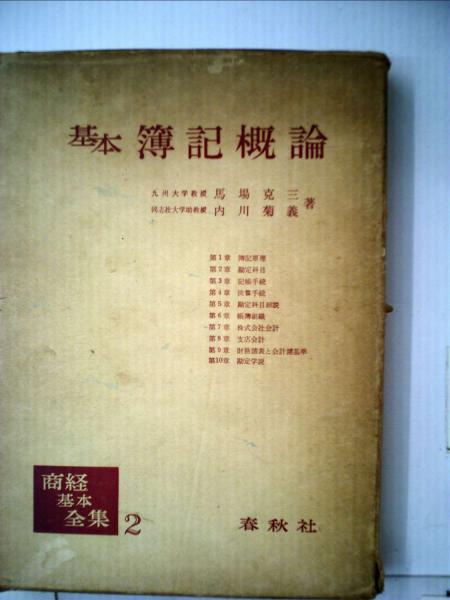 基本 簿記概論
九州大学教授 馬場克三
同志社大学助教授 内川菊義 著
第1章 簿記原理
第2章 勘定科目
第3章 記帳手続
第4章 決算手続
第5章 勘定科目細説
第6章 帳簿組織
第7章 株式会社会計
第8章 支店会計
第9章 財務諸表と会計諸基準
第10章 勘定学説
商経
基本
全集 2
春秋社